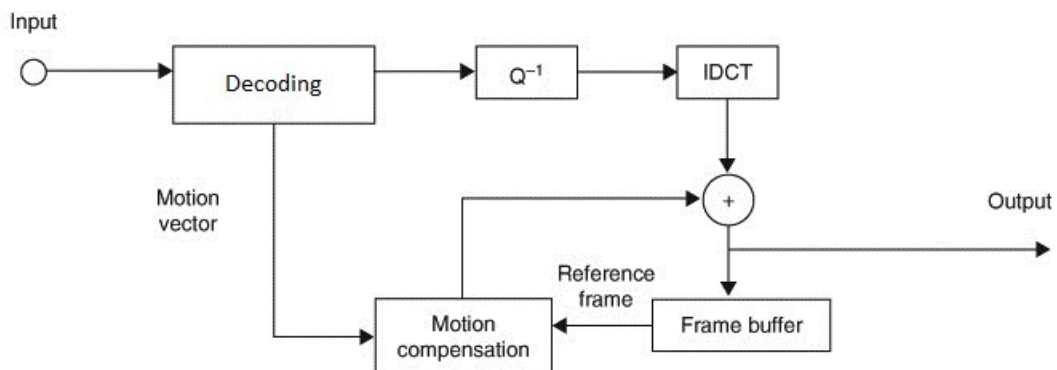 Input
Decoding
Q⁻¹
IDCT
Motion
vector
+
Output
Reference
frame
Motion
compensation
Frame buffer